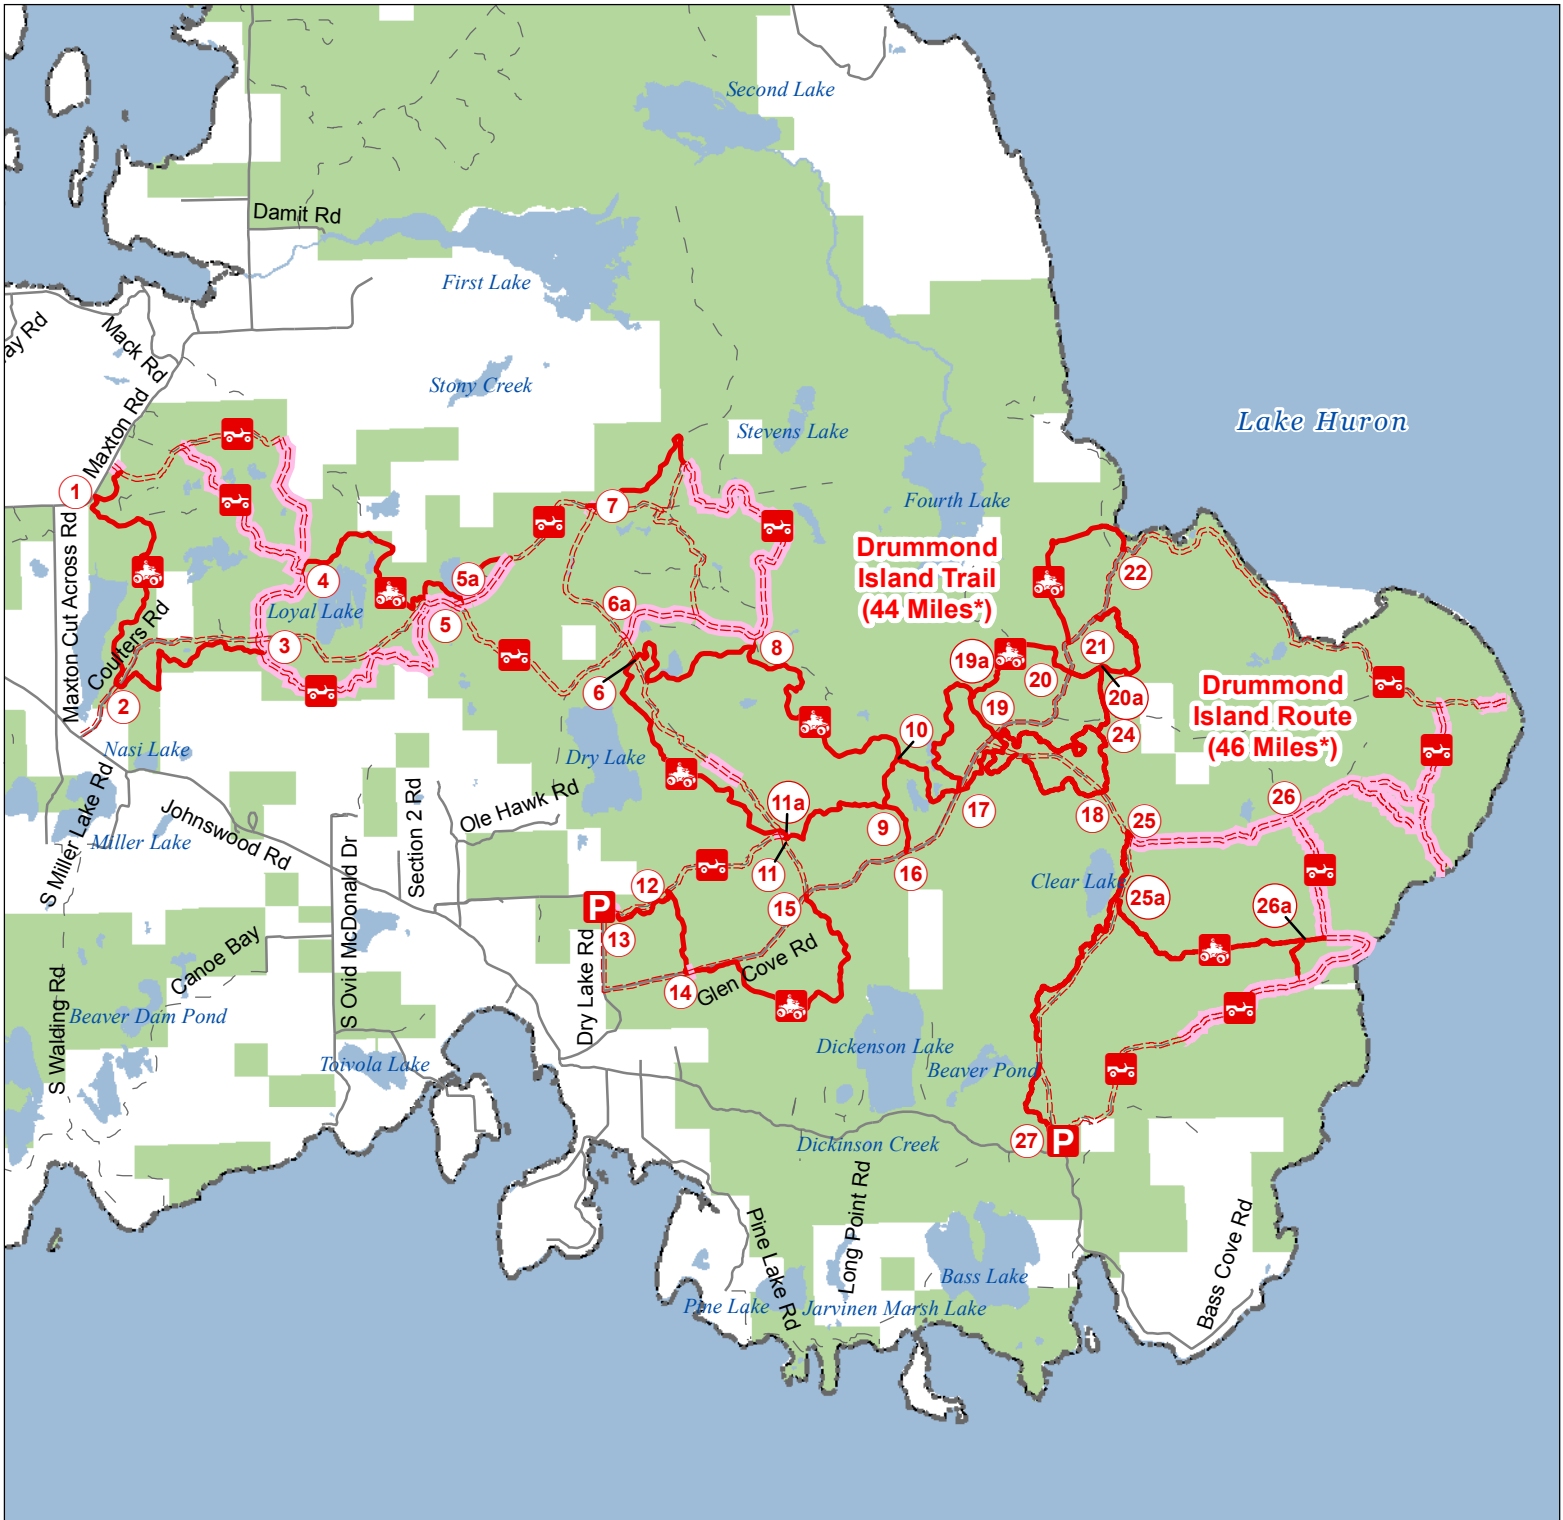 Second Lake
Damit Rd
First Lake
Mack Rd
ay Rd
Stony Creek
Maxton Rd
Lake Huron
Stevens Lake
1
7
Fourth Lake
Maxton Cut Across Rd
Drummond
Island Trail
(44 Miles*)
22
4
5a
Loyal Lake
6a
5
3
8
21
19a
20
Coulters Rd
6
2
20a
Drummond
Island Route
(46 Miles*)
19
10
24
Nasi Lake
Dry Lake
11a
26
S Miller Lake Rd
Johnswood Rd
Section 2 Rd
Ole Hawk Rd
17
18
9
25
Miller Lake
S Ovid McDonald Dr
11
16
12
Clear Lake
25a
26a
P
15
13
Canoe Bay
Dry Lake Rd
Glen Cove Rd
14
S Walding Rd
Beaver Dam Pond
Toivola Lake
Dickenson Lake
Beaver Pond
Dickinson Creek
27
P
Long Point Rd
Pine Lake Rd
Bass Cove Rd
Bass Lake
Pine Lake
Jarvinen Marsh Lake